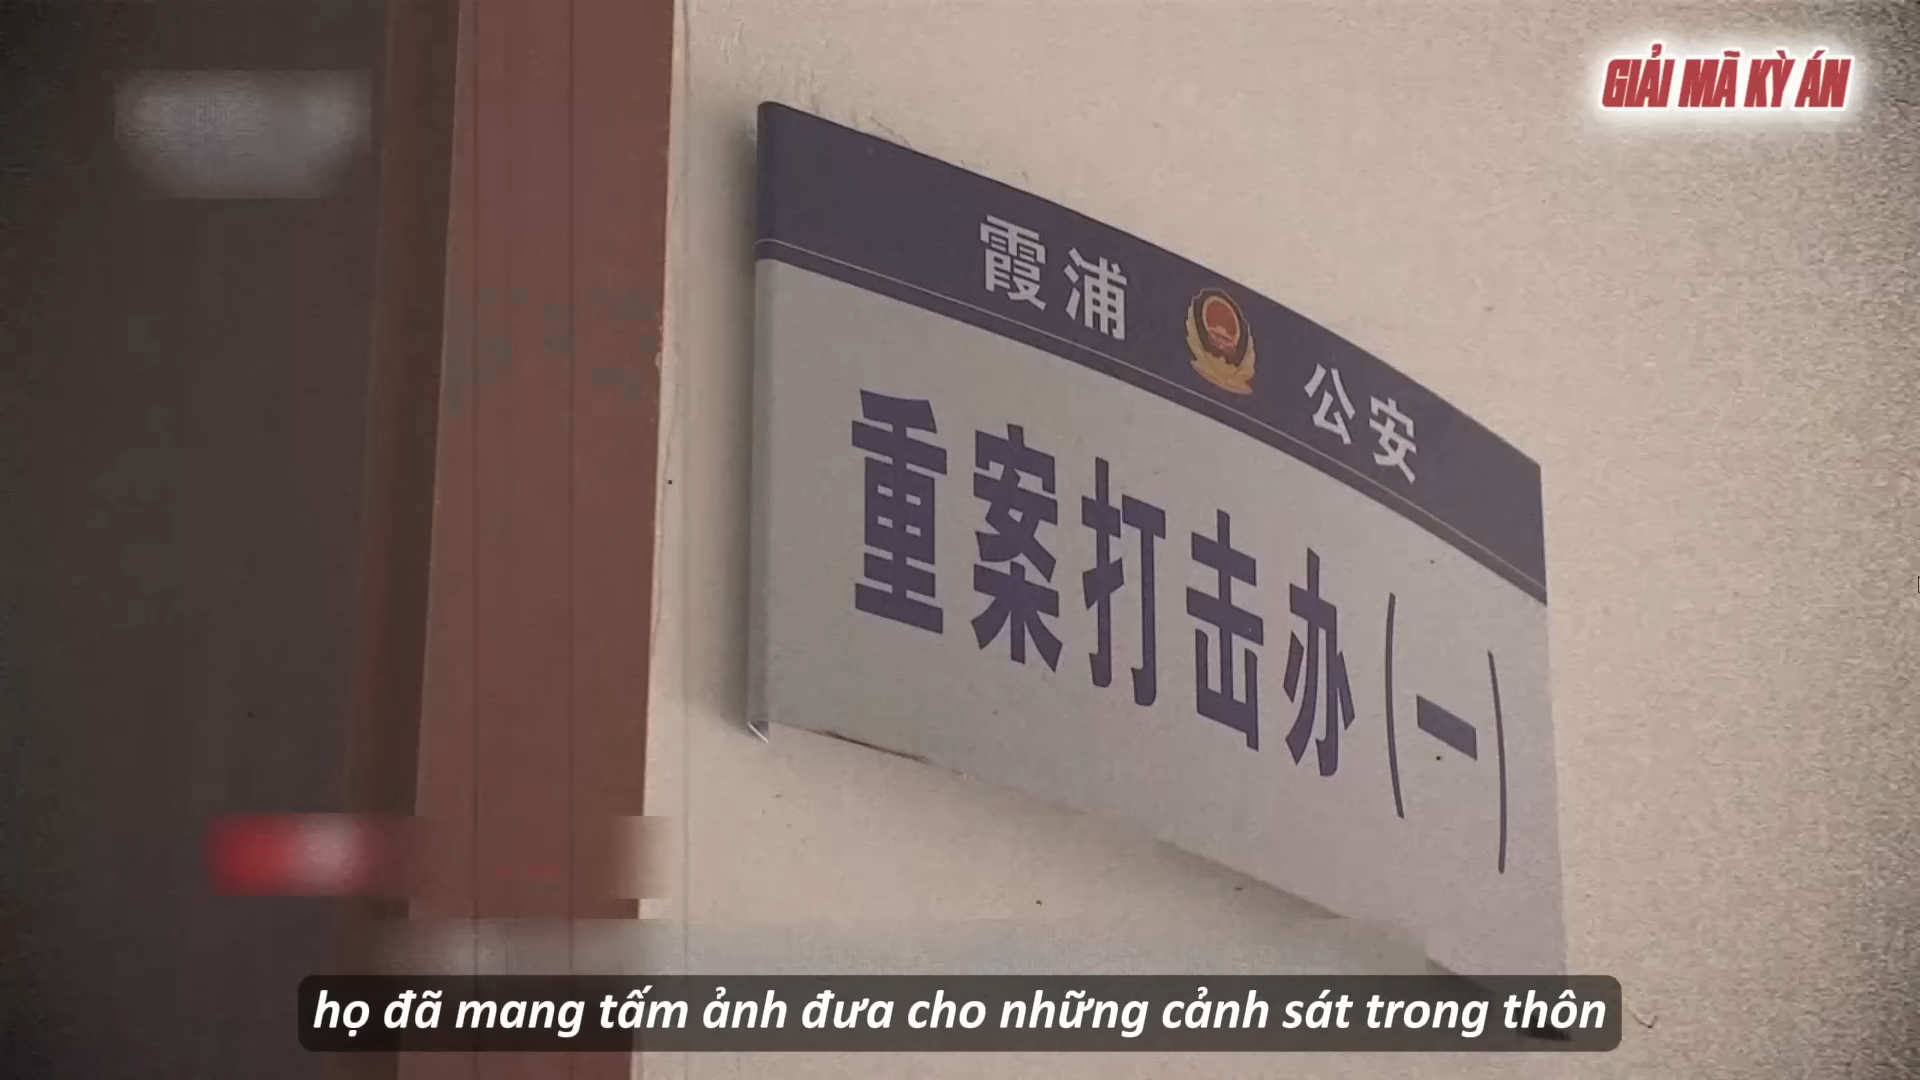 GIẢI MÃ KỲ ÁN
霞浦 公安
重案打击办(一)
họ đã mang tấm ảnh đưa cho những cảnh sát trong thôn